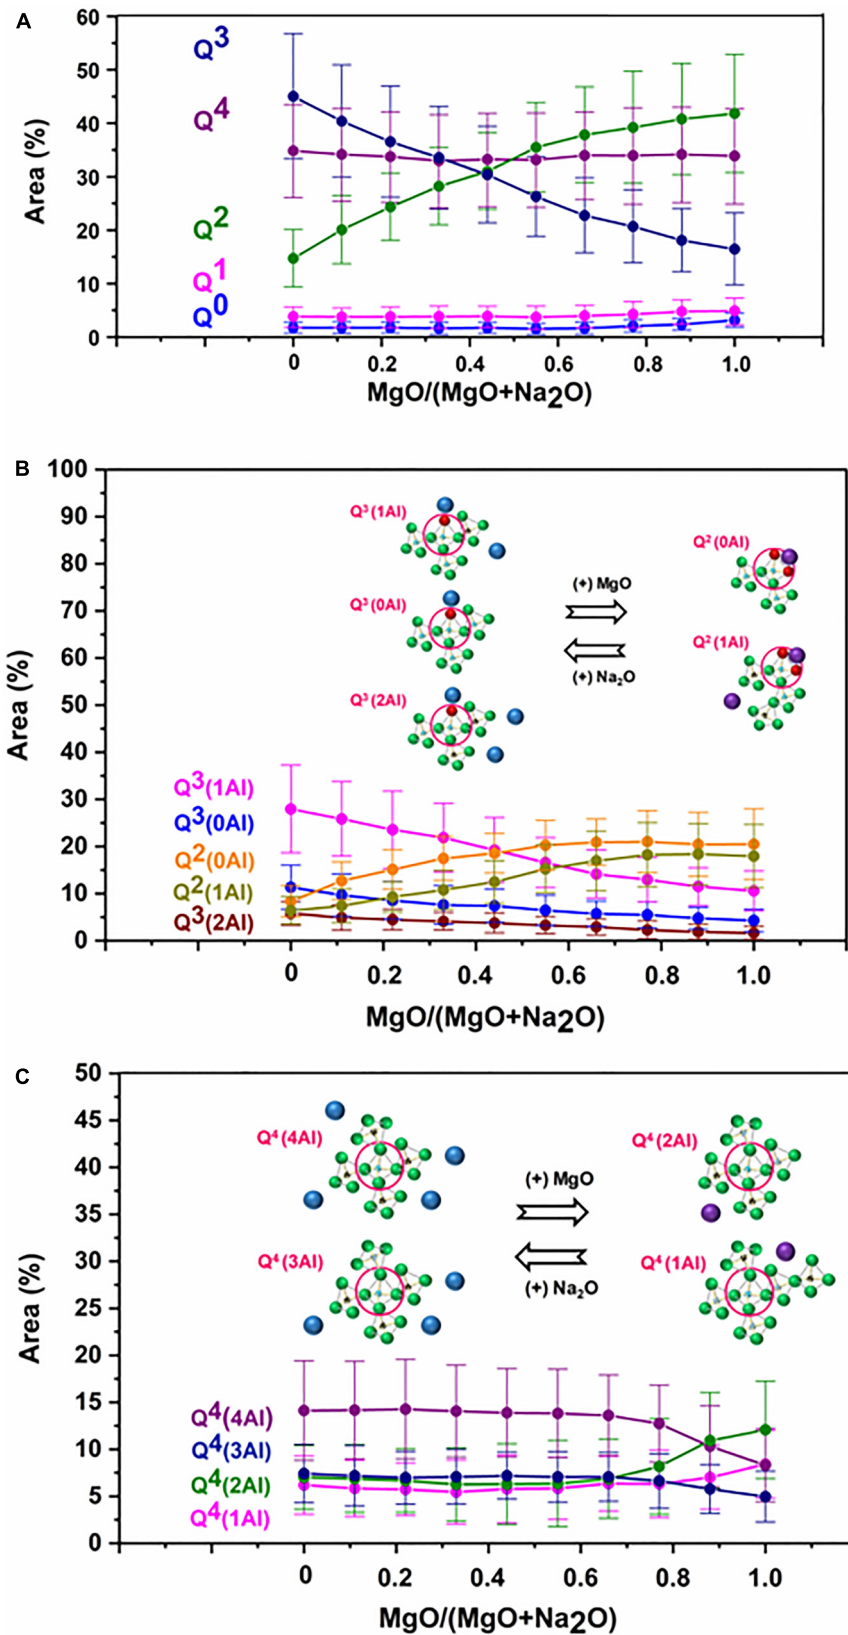 A
60
50
40
30
20
10
0
Area (%)
Q3
Q4
Q2
Q1
Q0
0 0.2 0.4 0.6 0.8 1.0
MgO/(MgO+Na2O)
B
100
90
80
70
60
50
40
30
20
10
0
Area (%)
Q3(1Al)
Q3(0Al)
Q3(2Al)
(+) MgO
(+) Na2O
Q2(0Al)
Q2(1Al)
Q3(1Al)
Q3(0Al)
Q2(0Al)
Q2(1Al)
Q3(2Al)
0 0.2 0.4 0.6 0.8 1.0
MgO/(MgO+Na2O)
C
50
45
40
35
30
25
20
15
10
5
0
Area (%)
Q4(4Al)
Q4(3Al)
(+) MgO
(+) Na2O
Q4(2Al)
Q4(1Al)
Q4(4Al)
Q4(3Al)
Q4(2Al)
Q4(1Al)
0 0.2 0.4 0.6 0.8 1.0
MgO/(MgO+Na2O)